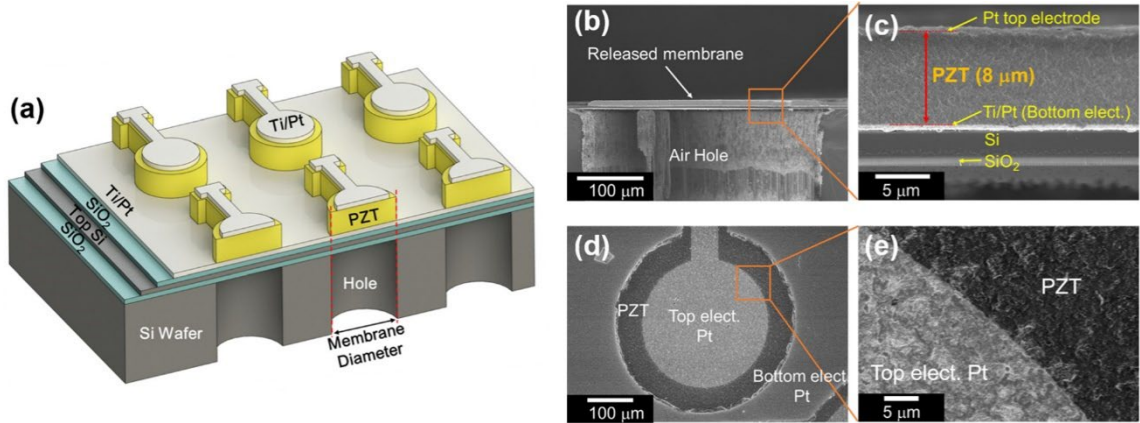 (a)
Ti/Pt
PZT
Ti/Pt
SiO₂
Top Si
SiO₂
Si Wafer
Hole
Membrane
Diameter
(b)
Released membrane
Air Hole
100 μm
(c)
Pt top electrode
PZT (8 μm)
Ti/Pt (Bottom elect.)
Si
SiO₂
5 μm
(d)
PZT
Top elect.
Pt
Bottom elect.
Pt
100 μm
(e)
PZT
Top elect. Pt
5 μm